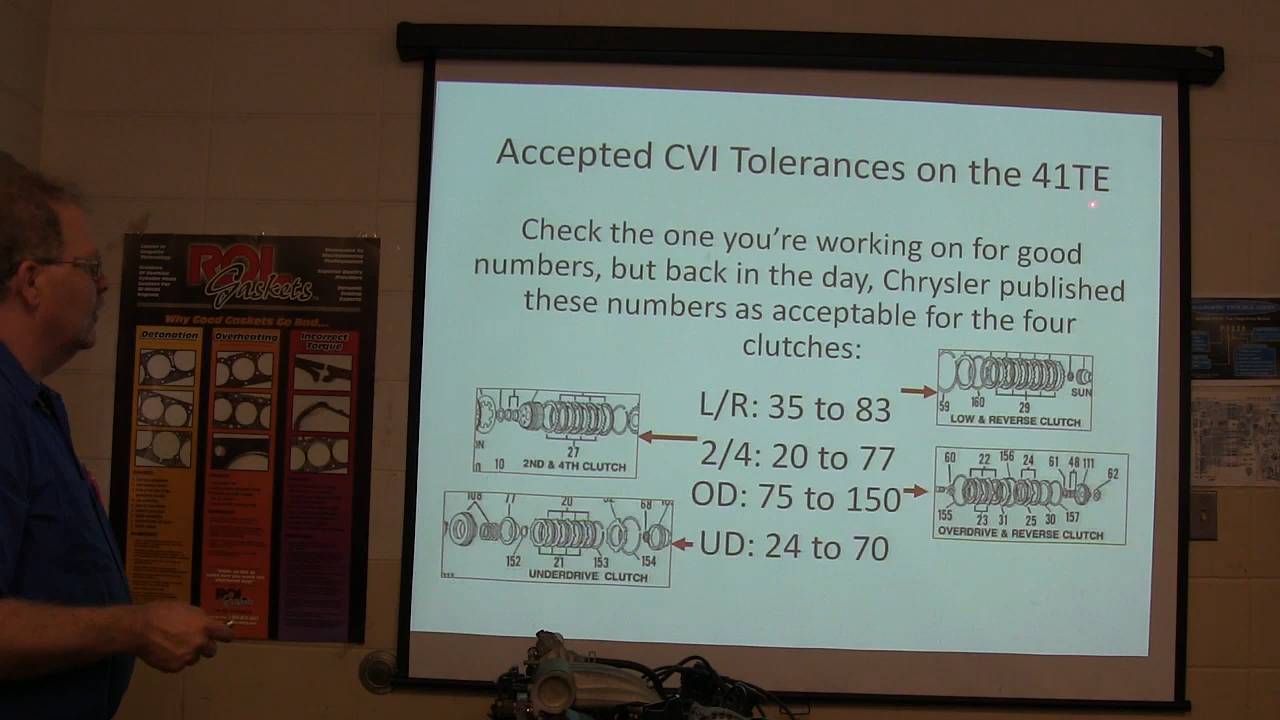 Accepted CVI Tolerances on the 41TE
Check the one you're working on for good
numbers, but back in the day, Chrysler published
these numbers as acceptable for the four
clutches:
L/R: 35 to 83
2/4: 20 to 77
OD: 75 to 150
UD: 24 to 70
27
10 2ND & 4TH CLUTCH
108 77 20 68
152 21 153 154
UNDERDRIVE CLUTCH
SUN
59 160 29
LOW & REVERSE CLUTCH
60 22 156 24 61 48 111 62
155 23 31 25 30 157
OVERDRIVE & REVERSE CLUTCH
ROL
Gaskets
Why Good Gaskets Go Bad...
Detonation Overheating Incorrect
Torque